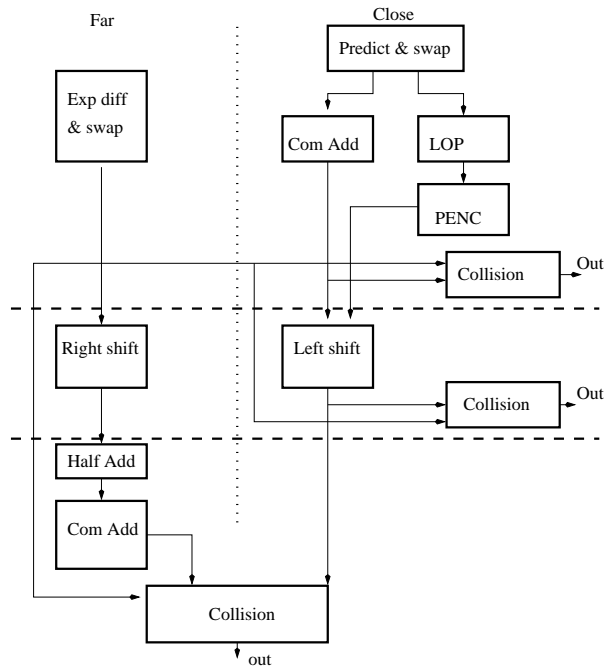 Far
Close
Predict & swap
Exp diff
& swap
Com Add
LOP
PENC
Collision
Out
Right shift
Left shift
Collision
Out
Half Add
Com Add
Collision
out